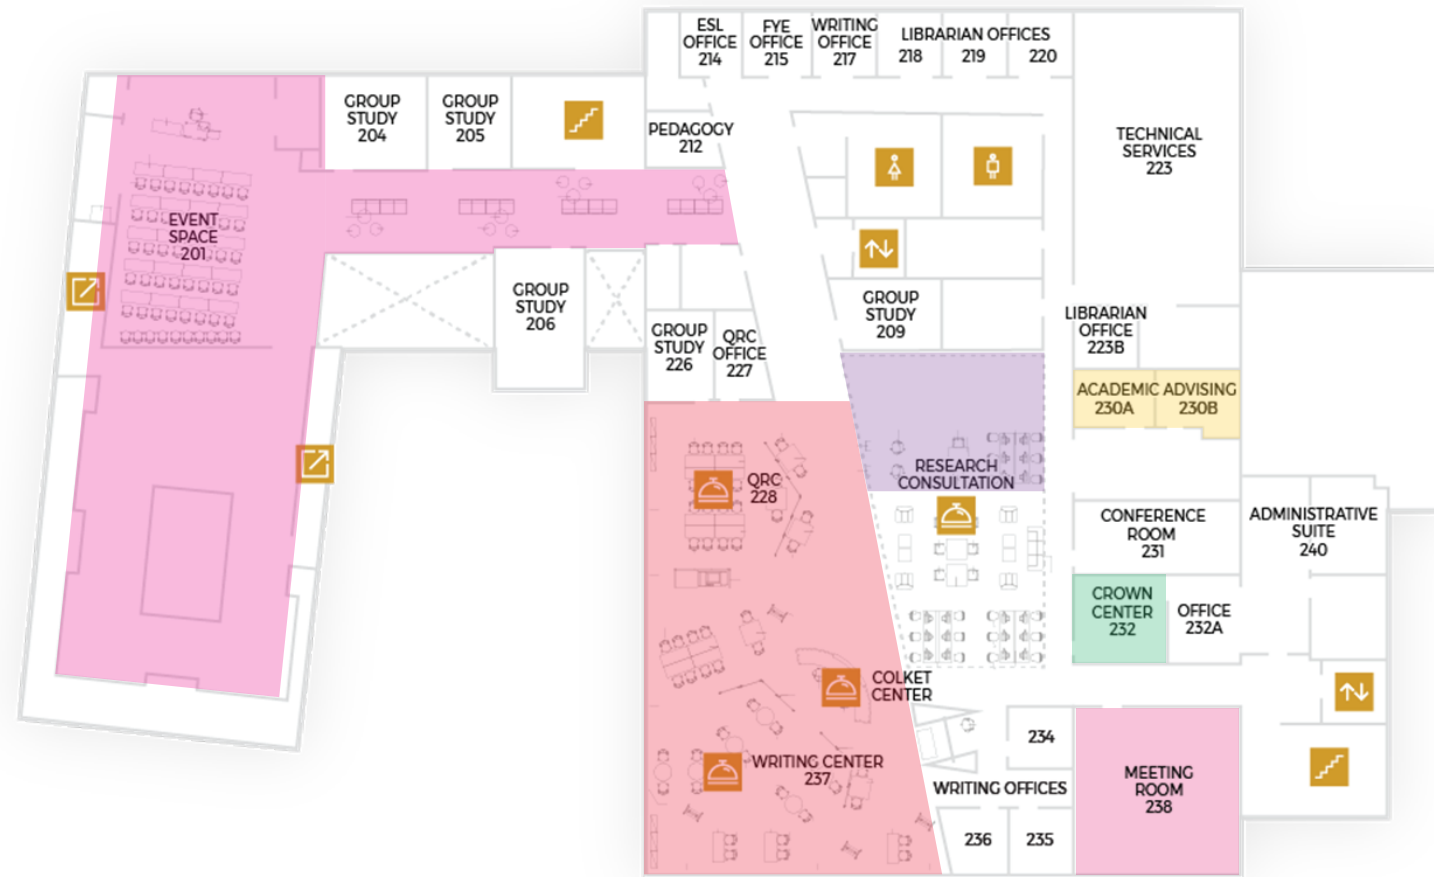 ESL
OFFICE
214
FYE
OFFICE
215
WRITING
OFFICE
217
LIBRARIAN OFFICES
218
219
220
GROUP
STUDY
204
GROUP
STUDY
205
PEDAGOGY
212
TECHNICAL
SERVICES
223
EVENT
SPACE
201
GROUP
STUDY
206
GROUP
STUDY
209
GROUP
STUDY
226
QRC
OFFICE
227
LIBRARIAN
OFFICE
223B
ACADEMIC ADVISING
230A
230B
RESEARCH
CONSULTATION
QRC
228
CONFERENCE
ROOM
231
ADMINISTRATIVE
SUITE
240
CROWN
CENTER
232
OFFICE
232A
COLKET
CENTER
WRITING CENTER
237
234
WRITING OFFICES
236
235
MEETING
ROOM
238